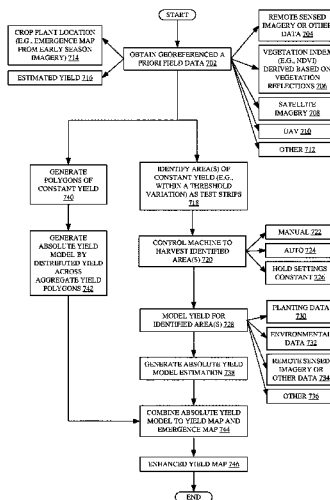 START
OBTAIN GEOREFERENCED A
PRIORI FIELD DATA 702
CROP PLANT LOCATION
(E.G., EMERGENCE MAP
FROM EARLY SEASON
IMAGERY) 714
ESTIMATED YIELD 716
REMOTE SENSED
IMAGERY OR OTHER
DATA 704
VEGETATION INDEX
(E.G., NDVI)
DERIVED BASED ON
VEGETATION
REFLECTIONS 706
SATELLITE
IMAGERY 708
UAV 710
OTHER 712
GENERATE
POLYGONS OF
CONSTANT YIELD
740
GENERATE
ABSOLUTE YIELD
MODEL BY
DISTRIBUTED YIELD
ACROSS
AGGREGATE YIELD
POLYGONS 742
IDENTIFY AREA(S) OF
CONSTANT YIELD (E.G.,
WITHIN A THRESHOLD
VARIATION) AS TEST STRIPS
718
CONTROL MACHINE TO
HARVEST IDENTIFIED
AREA(S) 720
MANUAL 722
AUTO 724
HOLD SETTINGS
CONSTANT 726
MODEL YIELD FOR
IDENTIFIED AREA(S) 728
PLANTING DATA
730
ENVIRONMENTAL
DATA 732
REMOTE SENSED
IMAGERY OR
OTHER DATA 734
OTHER 736
GENERATE ABSOLUTE YIELD
MODEL ESTIMATION 738
COMBINE ABSOLUTE YIELD
MODEL TO YIELD MAP AND
EMERGENCE MAP 744
ENHANCED YIELD MAP 746
END